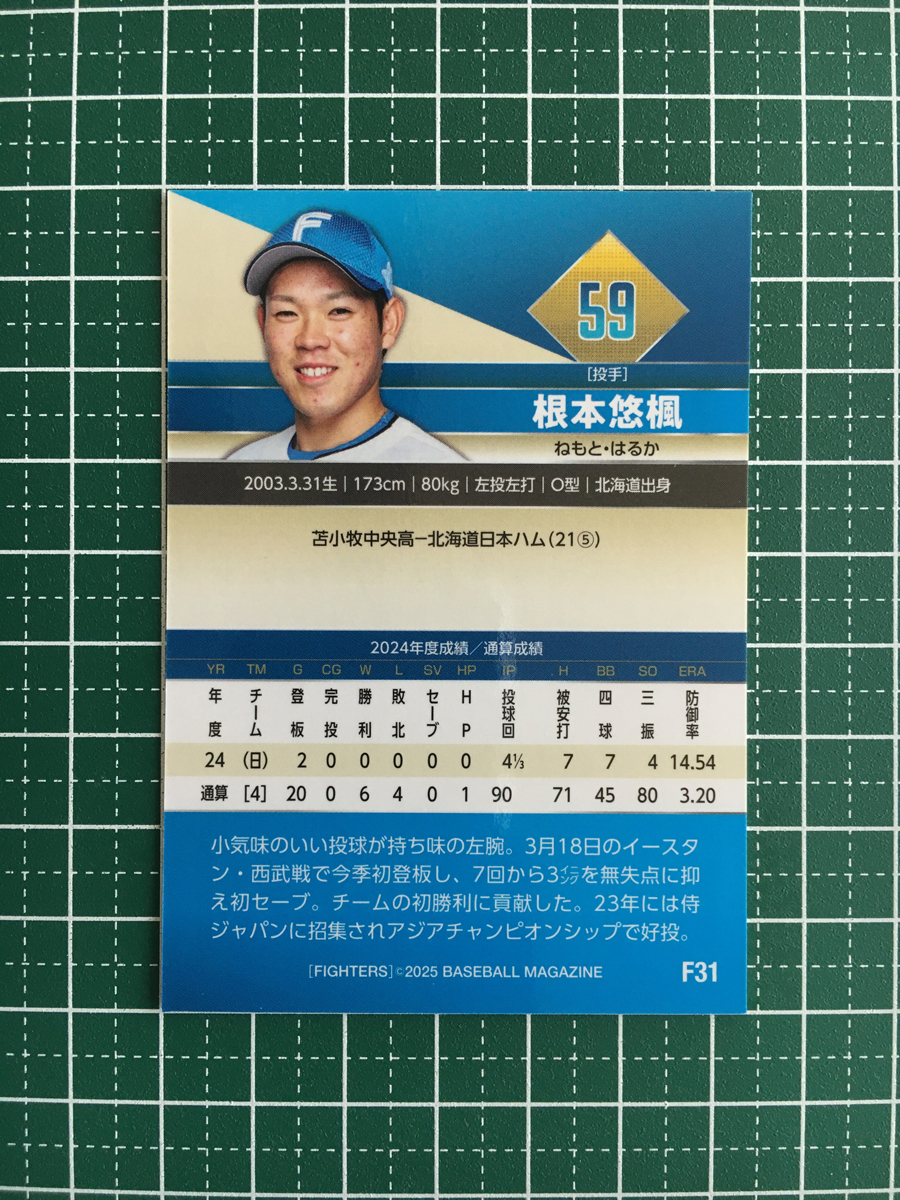 F
59
[投手]
根本悠楓
ねもと・はるか
2003.3.31生|173cm|80kg|左投左打|O型|北海道出身
苫小牧中央高ー北海道日本ハム(21⑤)
2024年度成績/通算成績
YR TM G CG W L SV HP IP H BB SO ERA
年度 チーム 登板 完投 勝利 敗北 セーブ HP 投球回 被安打 四球 三振 防御率
24 (日) 2 0 0 0 0 0 4⅓ 7 7 4 14.54
通算 [4] 20 0 6 4 0 1 90 71 45 80 3.20
小気味のいい投球が持ち味の左腕。3月18日のイースタ
ン・西武戦で今季初登板し、7回から3イニングを無失点に抑
え初セーブ。チームの初勝利に貢献した。23年には侍
ジャパンに招集されアジアチャンピオンシップで好投。
[FIGHTERS]©2025 BASEBALL MAGAZINE F31